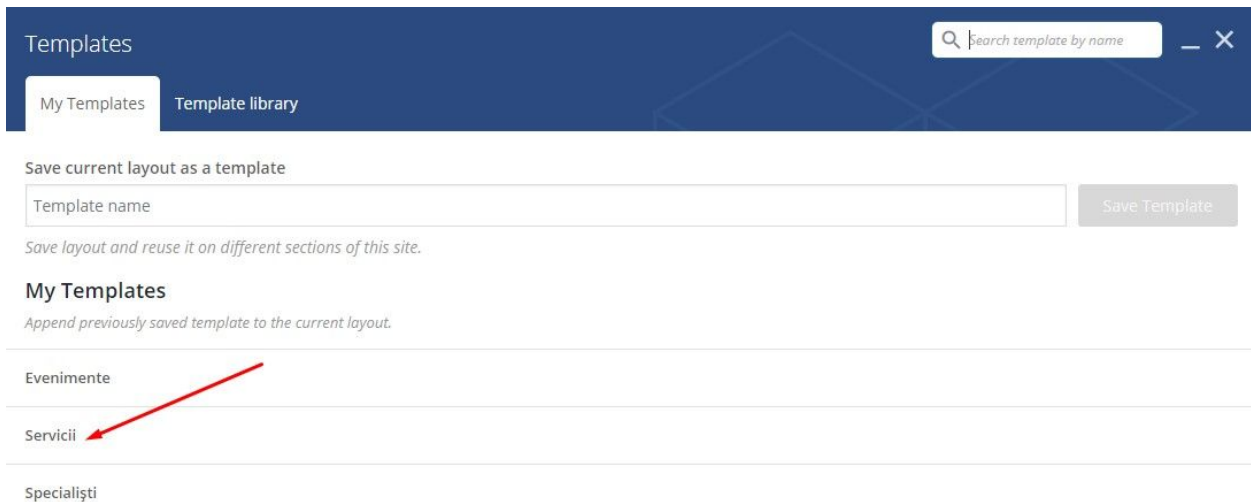 Templates
Search template by name
My Templates
Template library
Save current layout as a template
Template name
Save Template
Save layout and reuse it on different sections of this site.
My Templates
Append previously saved template to the current layout.
Evenimente
Servicii
Specialişti